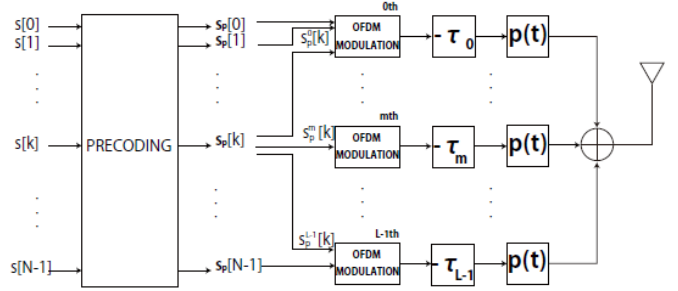 0th
s[0] Sₚ[0] OFDM MODULATION - τ₀ p(t)
s[1] Sₚ[1] sₚ⁰[k]
mth
s[k] PRECODING Sₚ[k] sₚᵐ[k] OFDM MODULATION - τₘ p(t)
L-1th
sₚᴸ⁻¹[k] OFDM MODULATION - τL-1 p(t)
s[N-1] Sₚ[N-1]